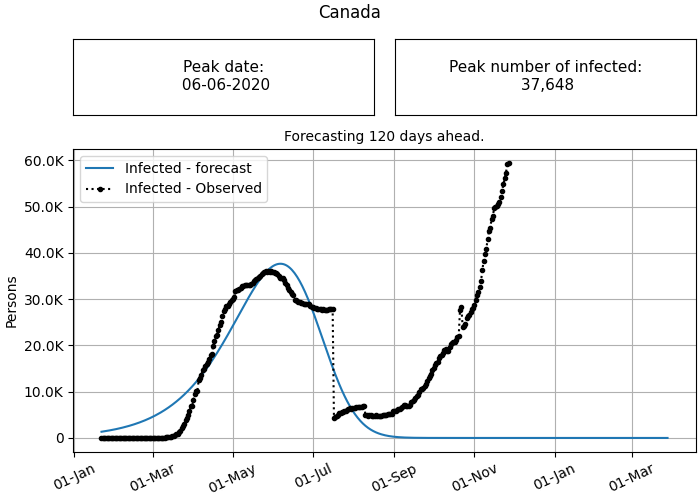 Canada
Peak date:
06-06-2020
Peak number of infected:
37,648
Forecasting 120 days ahead.
Infected - forecast
Infected - Observed
60.0K
50.0K
40.0K
30.0K
20.0K
10.0K
0
Persons
01-Jan
01-Mar
01-May
01-Jul
01-Sep
01-Nov
01-Jan
01-Mar